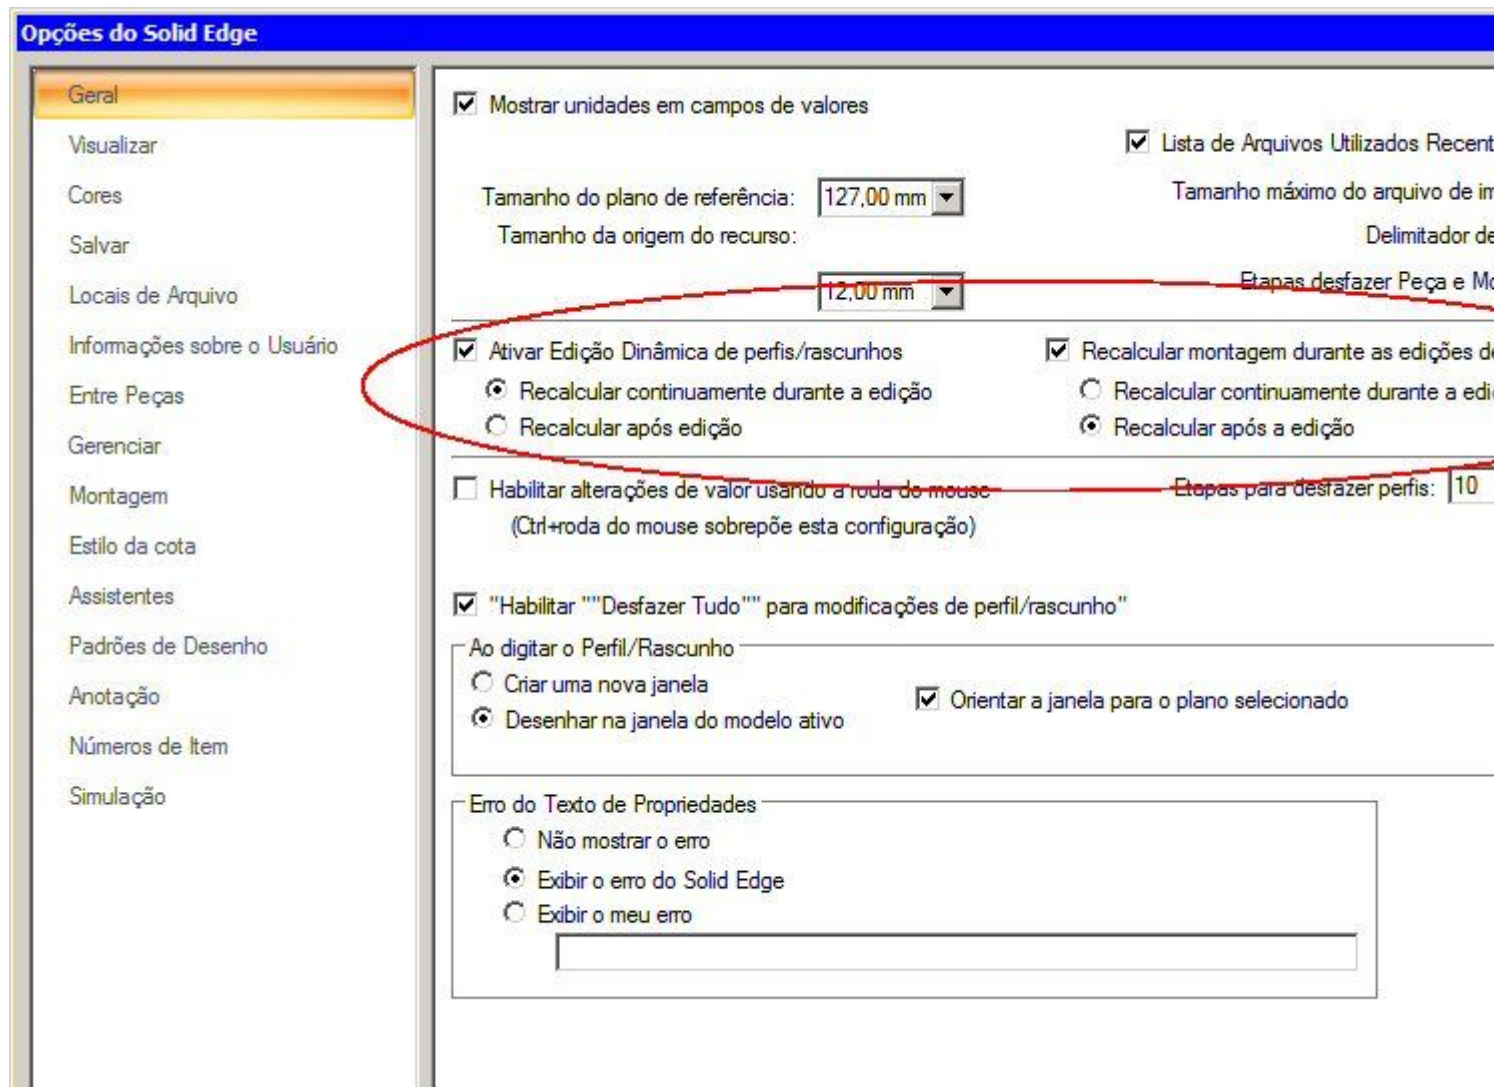 Opções do Solid Edge
Geral
Visualizar
Cores
Salvar
Locais de Arquivo
Informações sobre o Usuário
Entre Peças
Gerenciar
Montagem
Estilo da cota
Assistentes
Padrões de Desenho
Anotação
Números de Item
Simulação
Mostrar unidades em campos de valores
Lista de Arquivos Utilizados Recent
Tamanho do plano de referência: 127,00 mm
Tamanho máximo do arquivo de im
Tamanho da origem do recurso:
Delimitador de
12,00 mm
Etapas desfazer Peça e Mo
Ativar Edição Dinâmica de perfis/rascunhos
Recalcular continuamente durante a edição
Recalcular após edição
Recalcular montagem durante as edições de
Recalcular continuamente durante a edi
Recalcular após a edição
Habilitar alterações de valor usando a roda do mouse
(Ctrl+roda do mouse sobrepõe esta configuração)
Etapas para desfazer perfis: 10
"Habilitar ""Desfazer Tudo"" para modificações de perfil/rascunho"
Ao digitar o Perfil/Rascunho
Criar uma nova janela
Desenhar na janela do modelo ativo
Orientar a janela para o plano selecionado
Erro do Texto de Propriedades
Não mostrar o erro
Exibir o erro do Solid Edge
Exibir o meu erro